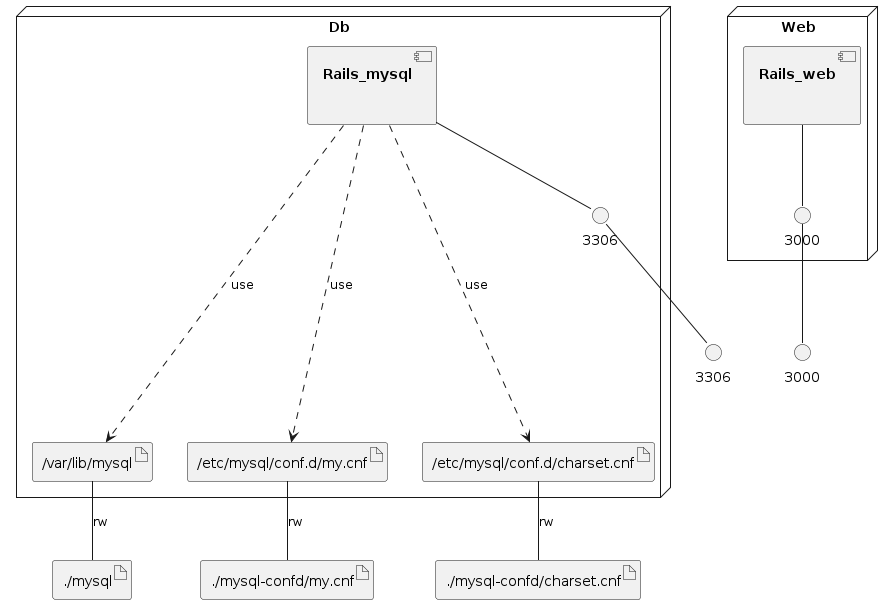 Db
Web
Rails_mysql
Rails_web
3306
3000
use
use
use
3306
3000
/var/lib/mysql
/etc/mysql/conf.d/my.cnf
/etc/mysql/conf.d/charset.cnf
rw
rw
rw
./mysql
./mysql-confd/my.cnf
./mysql-confd/charset.cnf